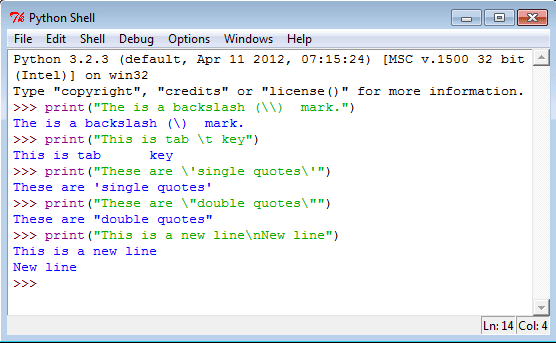 Python Shell
File Edit Shell Debug Options Windows Help
Python 3.2.3 (default, Apr 11 2012, 07:15:24) [MSC v.1500 32 bit
(Intel)] on win32
Type "copyright", "credits" or "license()" for more information.
>>> print("The is a backslash (\\)  mark.")
The is a backslash (\)  mark.
>>> print("This is tab \t key")
This is tab      key
>>> print("These are \'single quotes\'")
These are 'single quotes'
>>> print("These are \"double quotes\"")
These are "double quotes"
>>> print("This is a new line\nNew line")
This is a new line
New line
>>>
Ln: 14 Col: 4